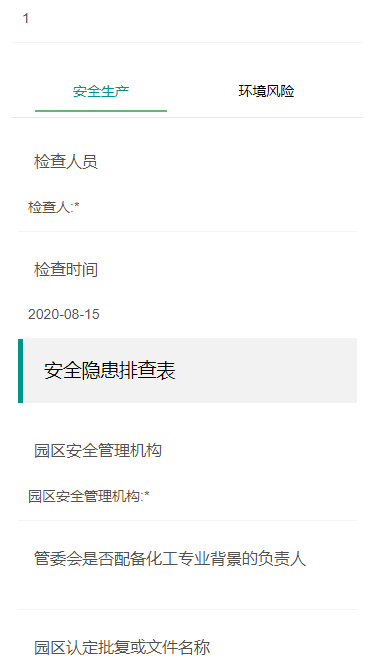 1
安全生产 环境风险
检查人员
检查人:*
检查时间
2020-08-15
安全隐患排查表
园区安全管理机构
园区安全管理机构:*
管委会是否配备化工专业背景的负责人
园区认定批复或文件名称